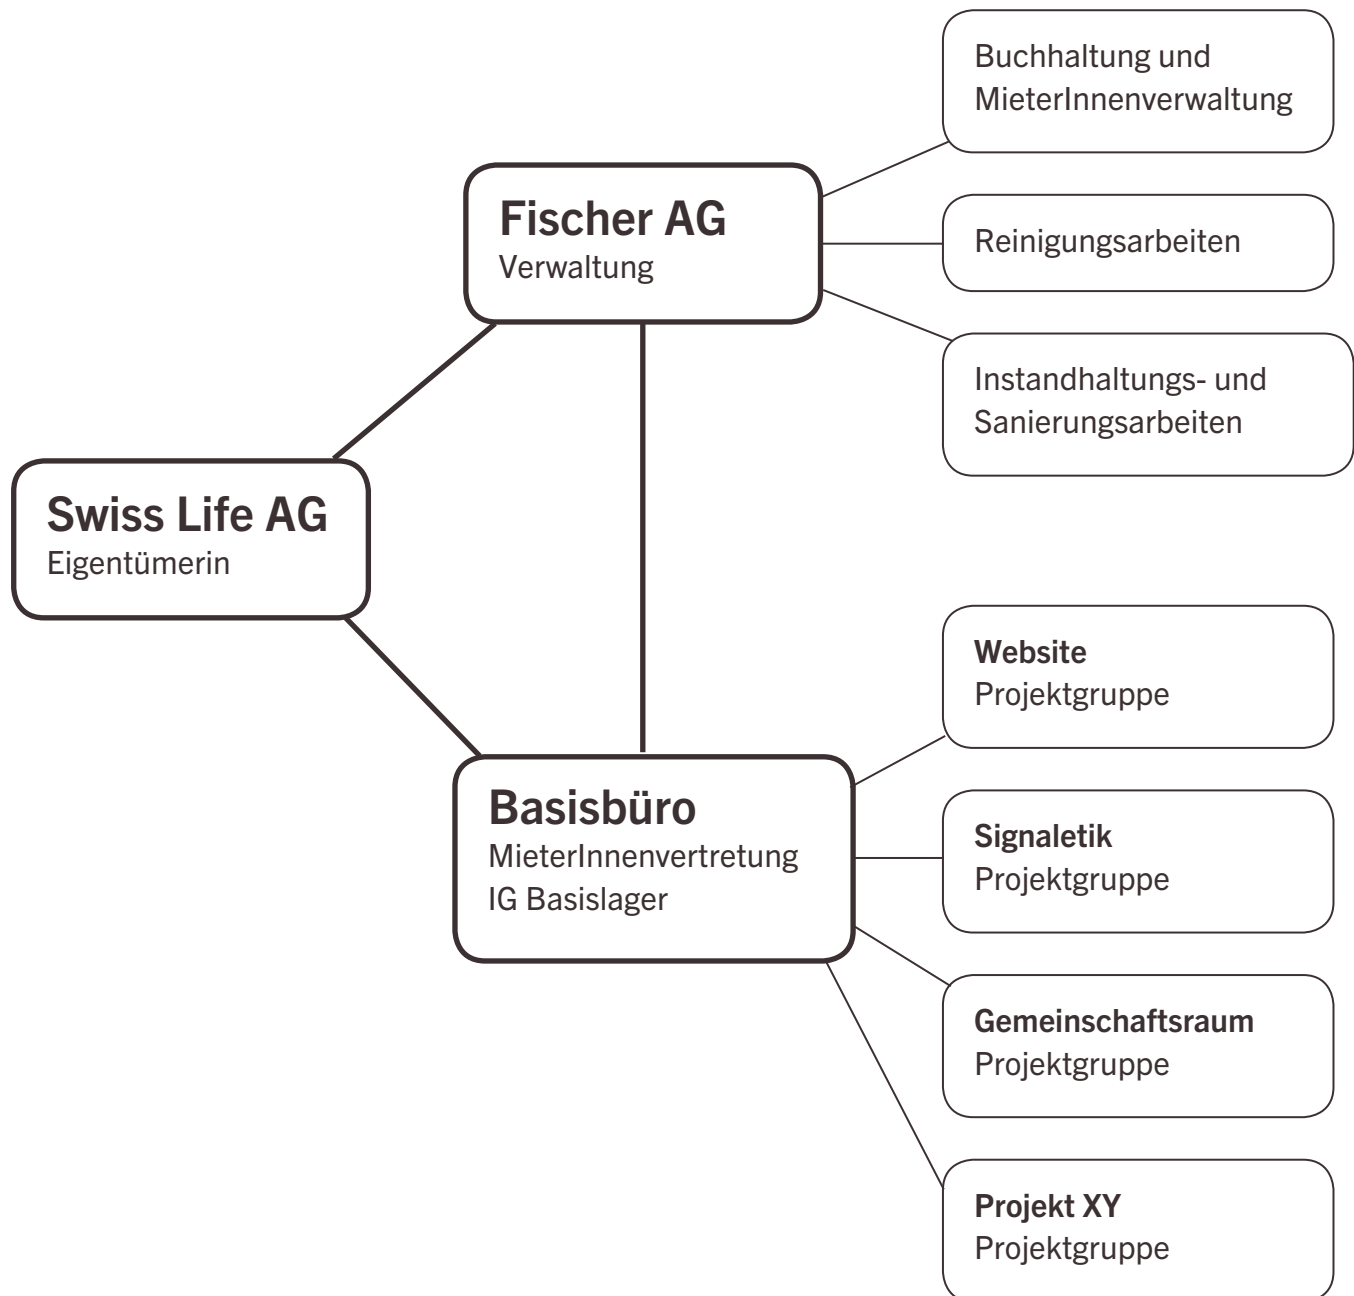 Buchhaltung und
MieterInnenverwaltung
Fischer AG
Verwaltung
Reinigungsarbeiten
Instandhaltungs- und
Sanierungsarbeiten
Swiss Life AG
Eigentümerin
Website
Projektgruppe
Basisbüro
MieterInnenvertretung
IG Basislager
Signaletik
Projektgruppe
Gemeinschaftsraum
Projektgruppe
Projekt XY
Projektgruppe